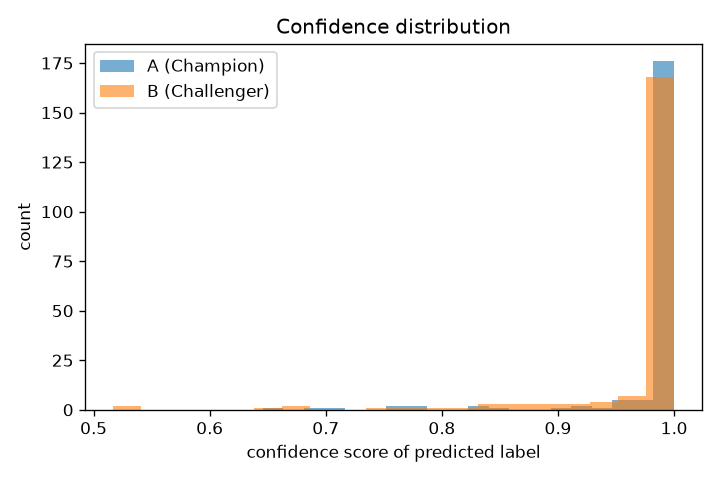 Confidence distribution
A (Champion)
B (Challenger)
175
150
125
100
75
50
25
0
count
0.5 0.6 0.7 0.8 0.9 1.0
confidence score of predicted label